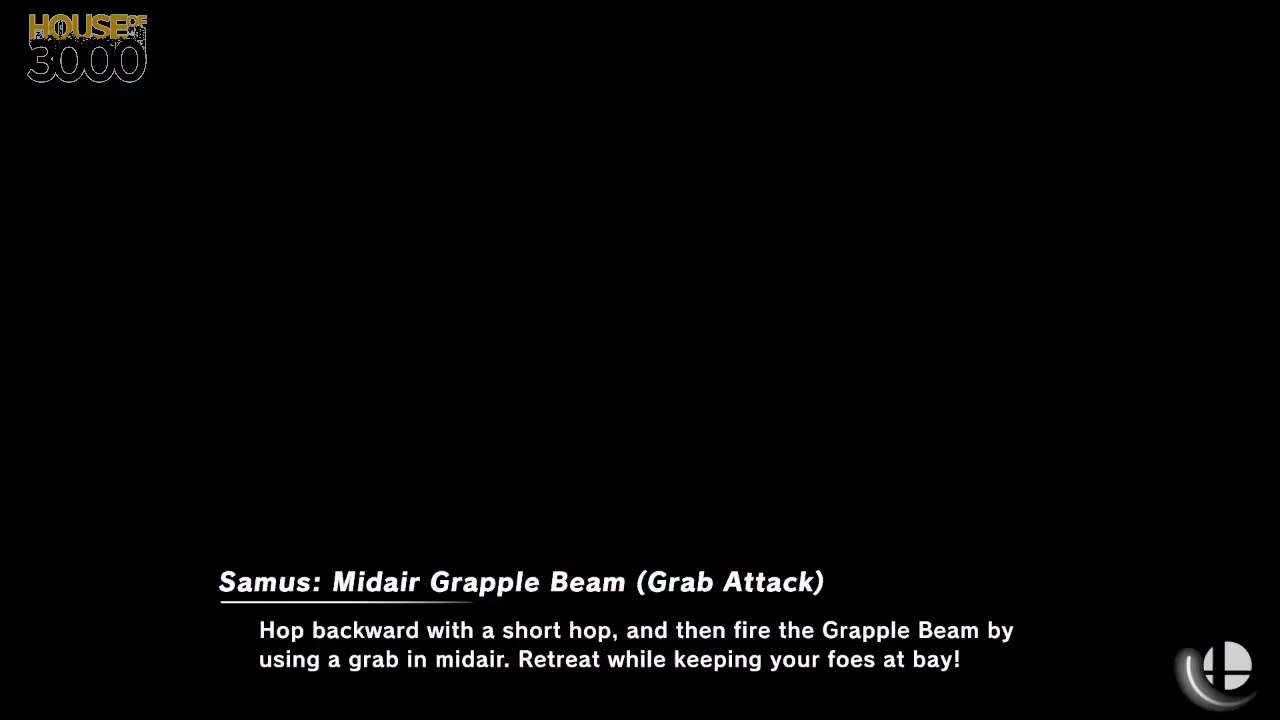 HOUSE OF
3000
Samus: Midair Grapple Beam (Grab Attack)
Hop backward with a short hop, and then fire the Grapple Beam by
using a grab in midair. Retreat while keeping your foes at bay!